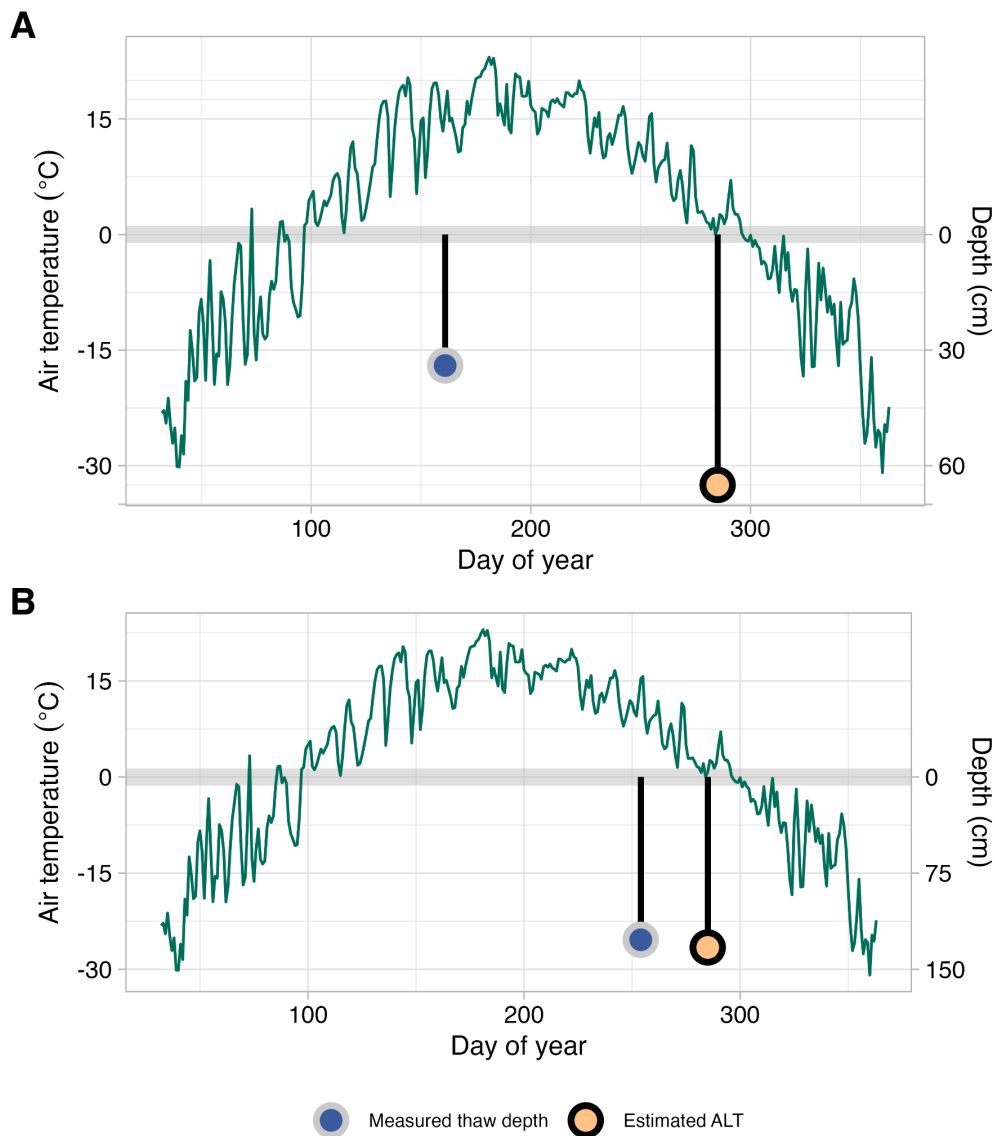 A
15
0
-15
-30
0
30
60
Air temperature (°C)
Depth (cm)
100
200
300
Day of year
B
15
0
-15
-30
0
75
150
Air temperature (°C)
Depth (cm)
100
200
300
Day of year
Measured thaw depth
Estimated ALT